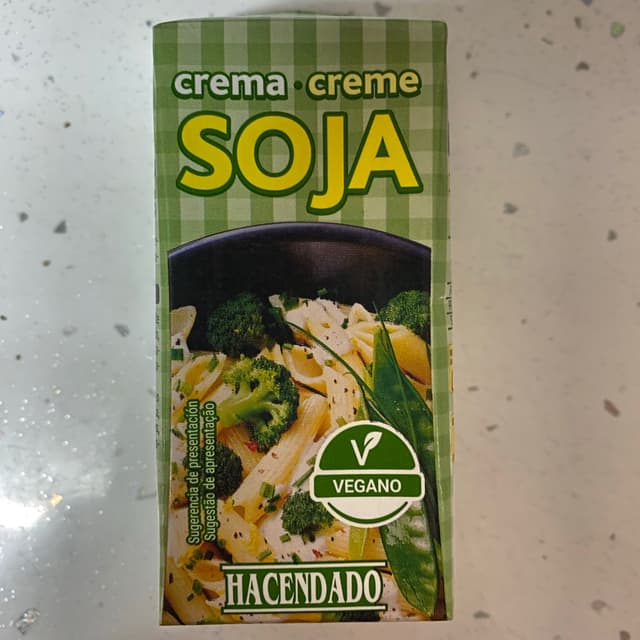 crema · creme
SOJA
Sugerencia de presentación
Sugestão de apresentação
V
VEGANO
HACENDADO